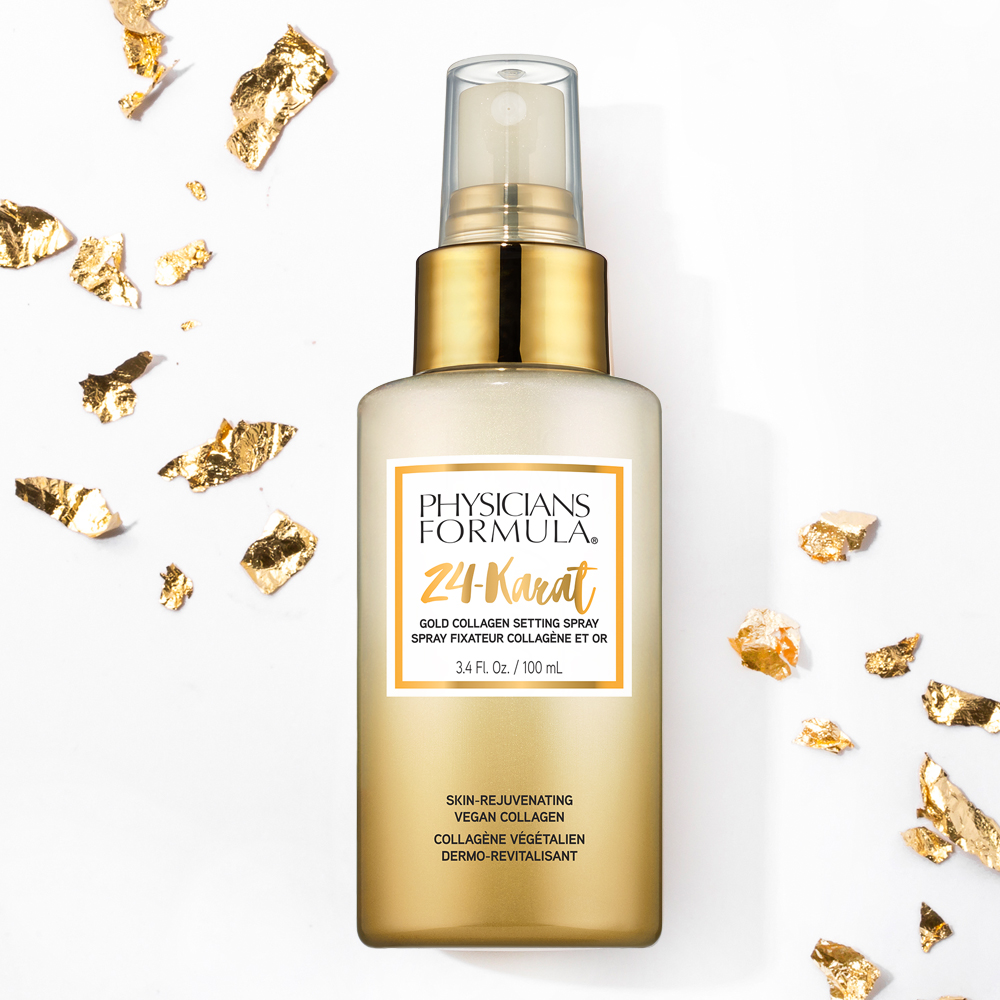 PHYSICIANS
FORMULA®
24-Karat
GOLD COLLAGEN SETTING SPRAY
SPRAY FIXATEUR COLLAGÈNE ET OR
3.4 Fl. Oz. / 100 mL
SKIN-REJUVENATING
VEGAN COLLAGEN
COLLAGÈNE VÉGÉTALIEN
DERMO-REVITALISANT